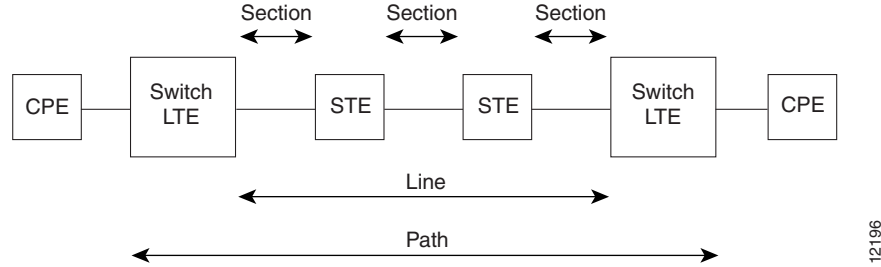 Section Section Section
CPE
Switch
LTE
STE
STE
Switch
LTE
CPE
Line
Path
12196